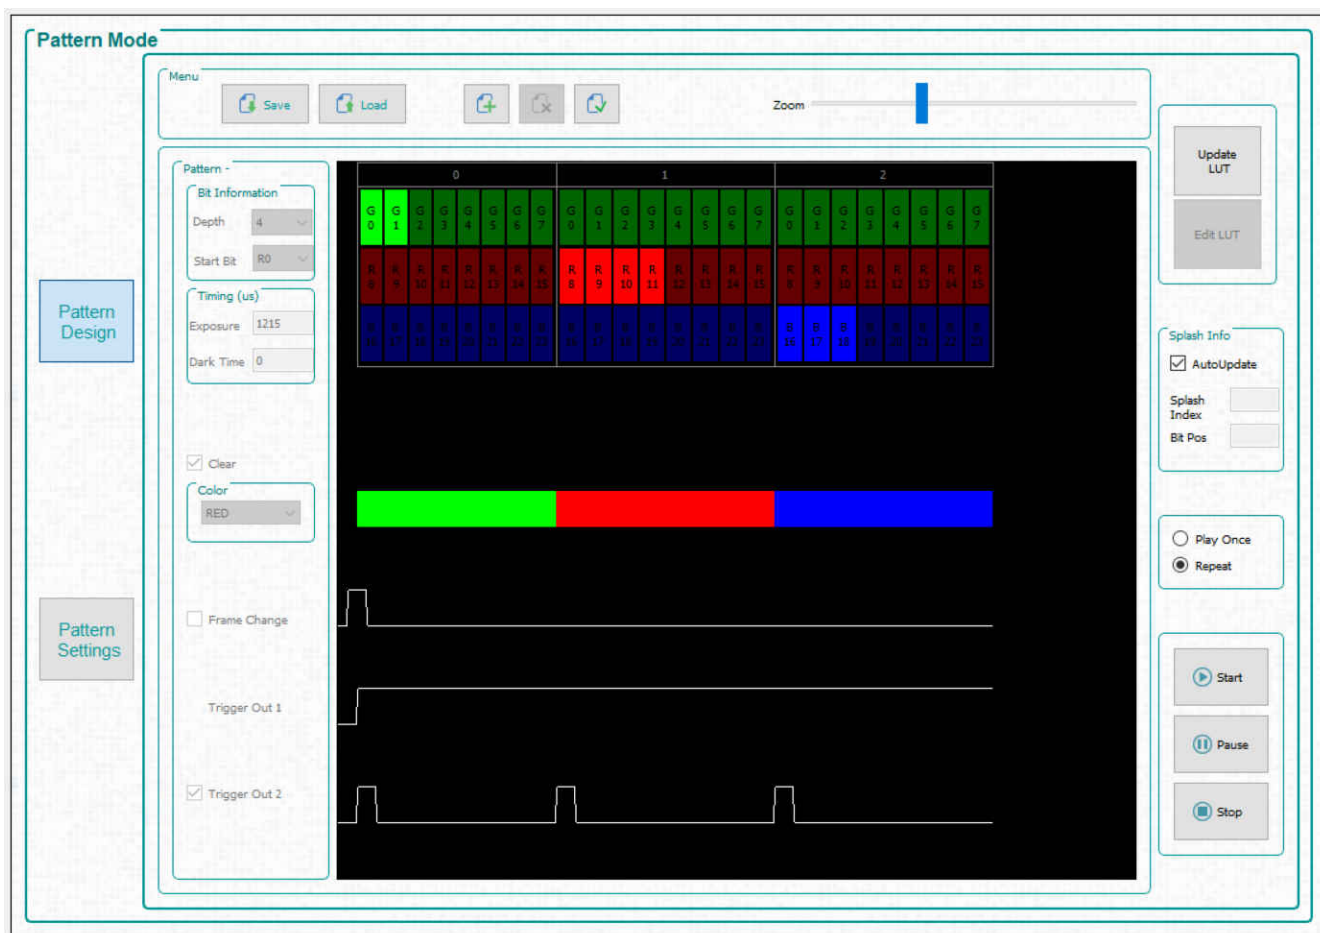 Pattern Mode
Menu
Save
Load
Zoom
Update
LUT
Edit LUT
Pattern -
Bit Information
Depth 4
Start Bit R0
Timing (us)
Exposure 1215
Dark Time 0
0 1 2
G G G G G G G G G G G G G G G G G G G G G G G G
0 1 2 3 4 5 6 7 0 1 2 3 4 5 6 7 0 1 2 3 4 5 6 7
R R R R R R R R R R R R R R R R R R R R R R R R
8 9 10 11 12 13 14 15 8 9 10 11 12 13 14 15 8 9 10 11 12 13 14 15
B B B
16 17 18
Pattern
Design
Splash Info
AutoUpdate
Splash
Index
Bit Pos
Clear
Color
RED
Play Once
Repeat
Frame Change
Pattern
Settings
Trigger Out 1
Trigger Out 2
Start
Pause
Stop